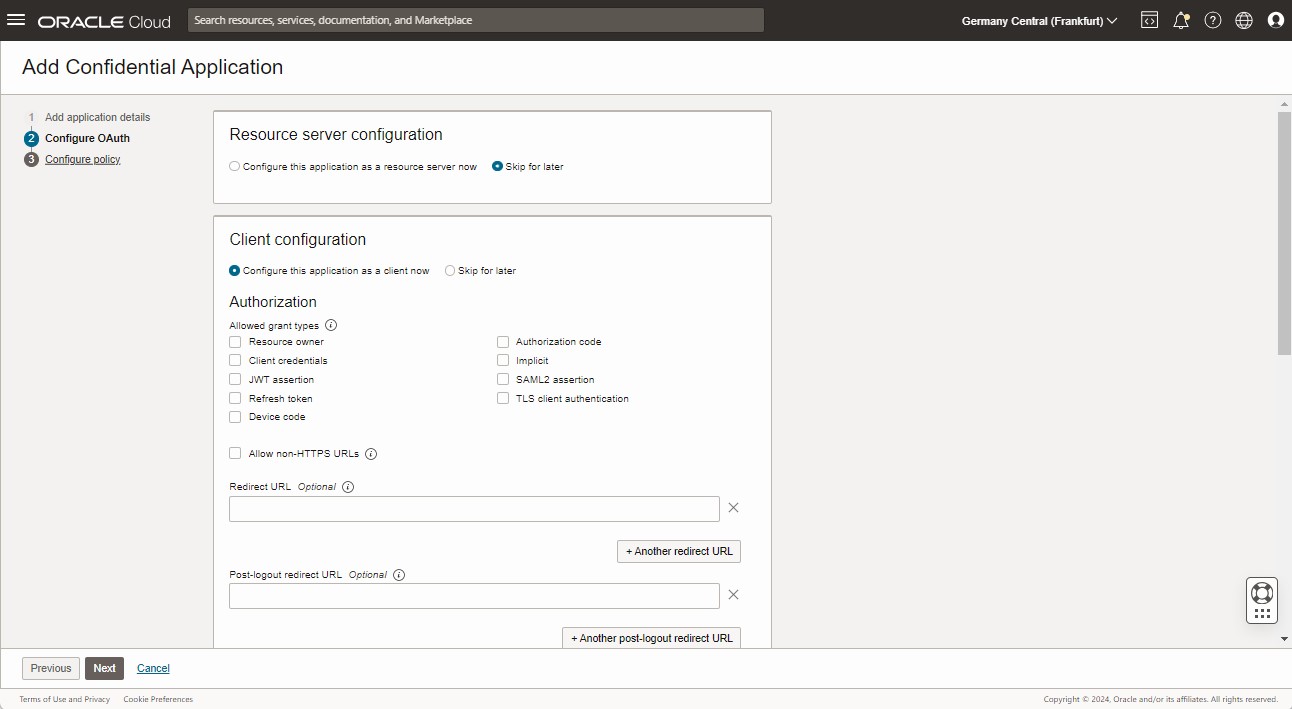 ORACLE Cloud
Search resources, services, documentation, and Marketplace
Germany Central (Frankfurt)
Add Confidential Application
1 Add application details
2 Configure OAuth
3 Configure policy
Resource server configuration
Configure this application as a resource server now Skip for later
Client configuration
Configure this application as a client now Skip for later
Authorization
Allowed grant types
Resource owner Authorization code
Client credentials Implicit
JWT assertion SAML2 assertion
Refresh token TLS client authentication
Device code
Allow non-HTTPS URLs
Redirect URL Optional
+ Another redirect URL
Post-logout redirect URL Optional
+ Another post-logout redirect URL
Previous Next Cancel
Terms of Use and Privacy Cookie Preferences Copyright © 2024, Oracle and/or its affiliates. All rights reserved.